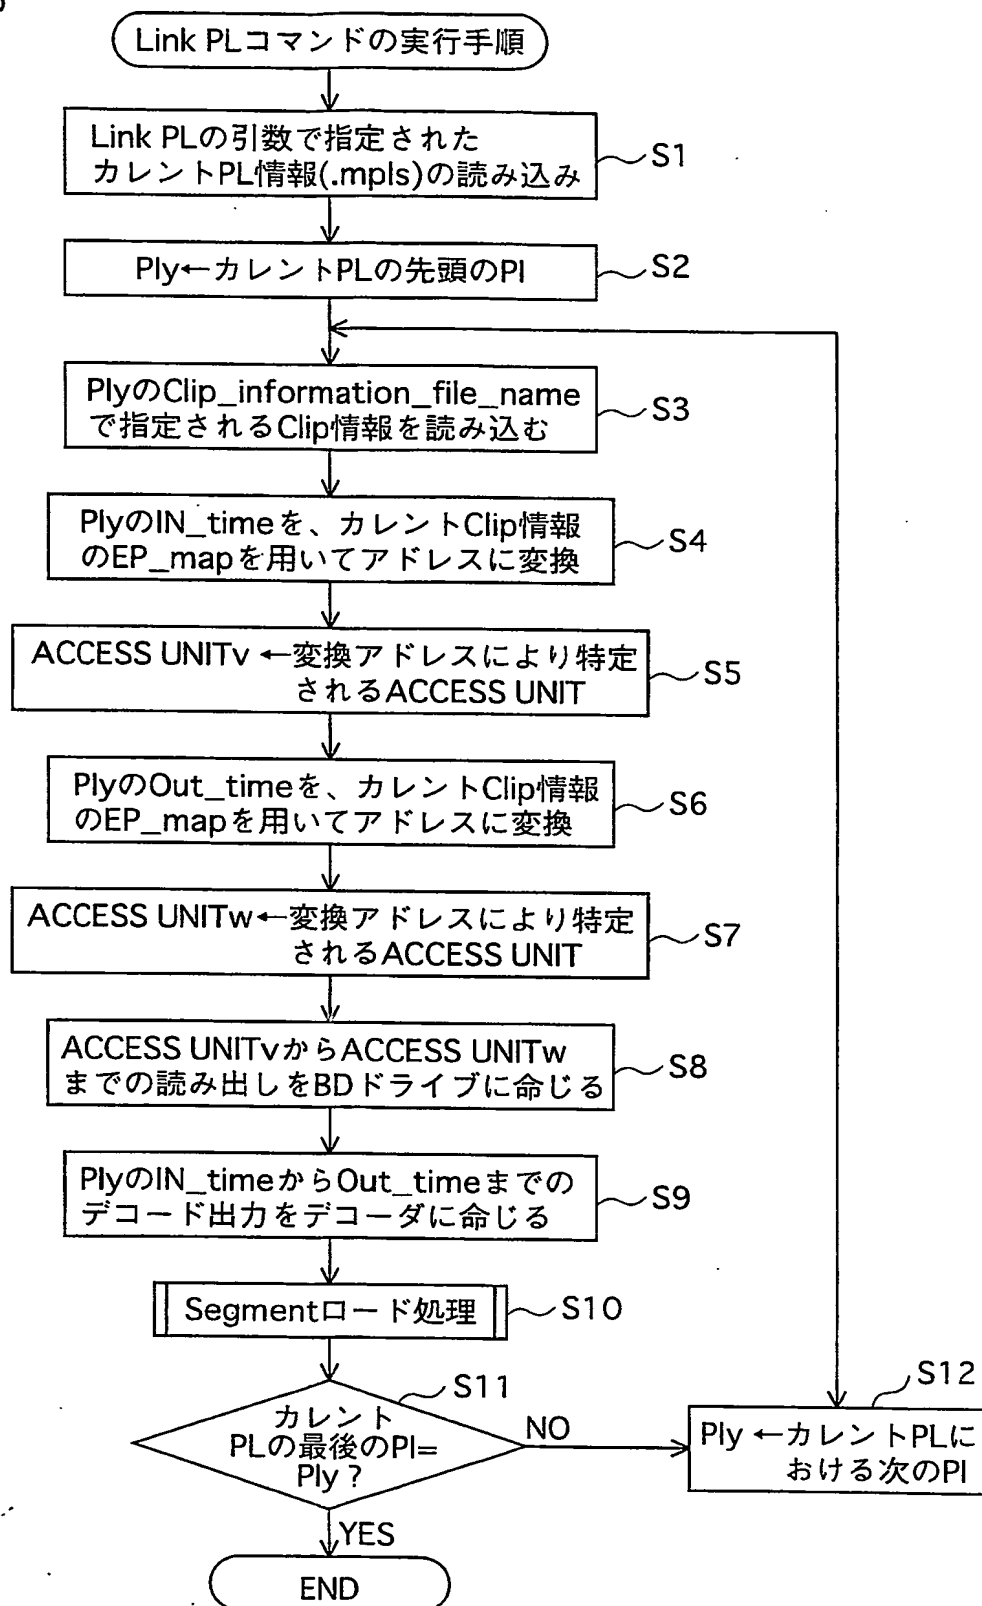 Link PLコマンドの実行手順
Link PLの引数で指定された
カレントPL情報(.mpls)の読み込み
S1
PIy←カレントPLの先頭のPI
S2
PIyのClip_information_file_name
で指定されるClip情報を読み込む
S3
PIyのIN_timeを、カレントClip情報
のEP_mapを用いてアドレスに変換
S4
ACCESS UNITv ←変換アドレスにより特定
されるACCESS UNIT
S5
PIyのOut_timeを、カレントClip情報
のEP_mapを用いてアドレスに変換
S6
ACCESS UNITw←変換アドレスにより特定
されるACCESS UNIT
S7
ACCESS UNITvからACCESS UNITw
までの読み出しをBDドライブに命じる
S8
PIyのIN_timeからOut_timeまでの
デコード出力をデコーダに命じる
S9
Segmentロード処理
S10
S11
カレント
PLの最後のPI=
PIy?
NO
S12
PIy ←カレントPLに
おける次のPI
YES
END